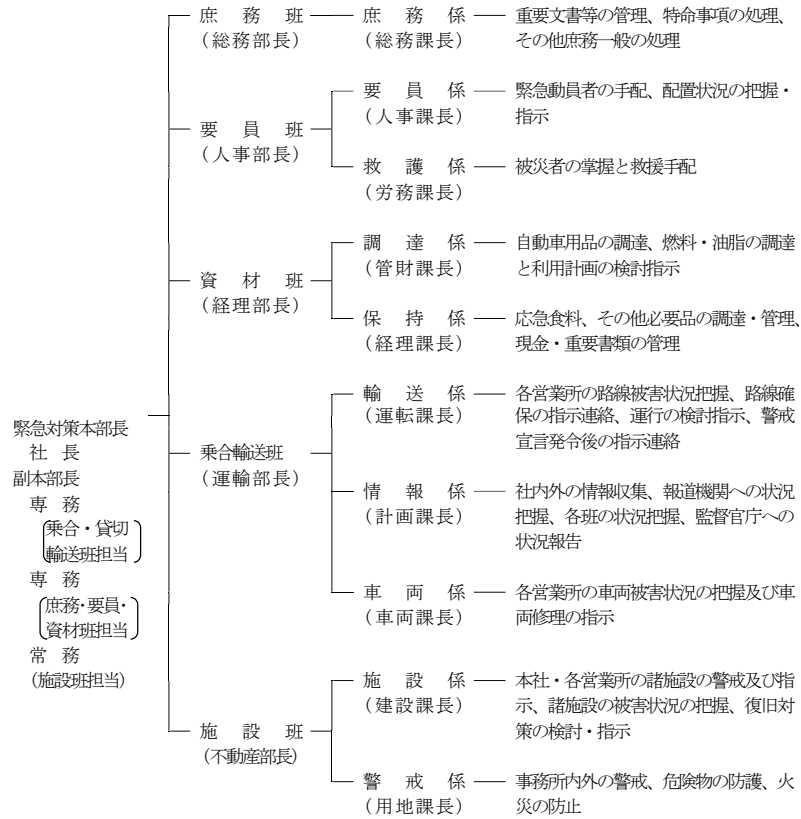 緊急対策本部長
社　長
副本部長
専　務
乗合・貸切
輸送班担当
専　務
庶務・要員・
資材班担当
常　務
(施設班担当)
庶　務　班
(総務部長)
庶　務　係
(総務課長)
重要文書等の管理、特命事項の処理、
その他庶務一般の処理
要　員　班
(人事部長)
要　員　係
(人事課長)
緊急動員者の手配、配置状況の把握・
指示
救　護　係
(労務課長)
被災者の掌握と救援手配
資　材　班
(経理部長)
調　達　係
(管財課長)
自動車用品の調達、燃料・油脂の調達
と利用計画の検討指示
保　持　係
(経理課長)
応急食料、その他必要品の調達・管理、
現金・重要書類の管理
乗合輸送班
(運輸部長)
輸　送　係
(運転課長)
各営業所の路線被害状況把握、路線確
保の指示連絡、運行の検討指示、警戒
宣言発令後の指示連絡
情　報　係
(計画課長)
社内外の情報収集、報道機関への状況
把握、各班の状況把握、監督官庁への
状況報告
車　両　係
(車両課長)
各営業所の車両被害状況の把握及び車
両修理の指示
施　設　班
(不動産部長)
施　設　係
(建設課長)
本社・各営業所の諸施設の警戒及び指
示、諸施設の被害状況の把握、復旧対
策の検討・指示
警　戒　係
(用地課長)
事務所内外の警戒、危険物の防護、火
災の防止